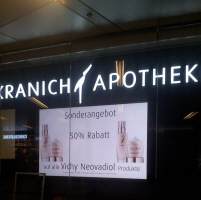 KRANICH APOTHEK
Sonderangebot
50% Rabatt
auf alle Vichy Neovadiol Produkte